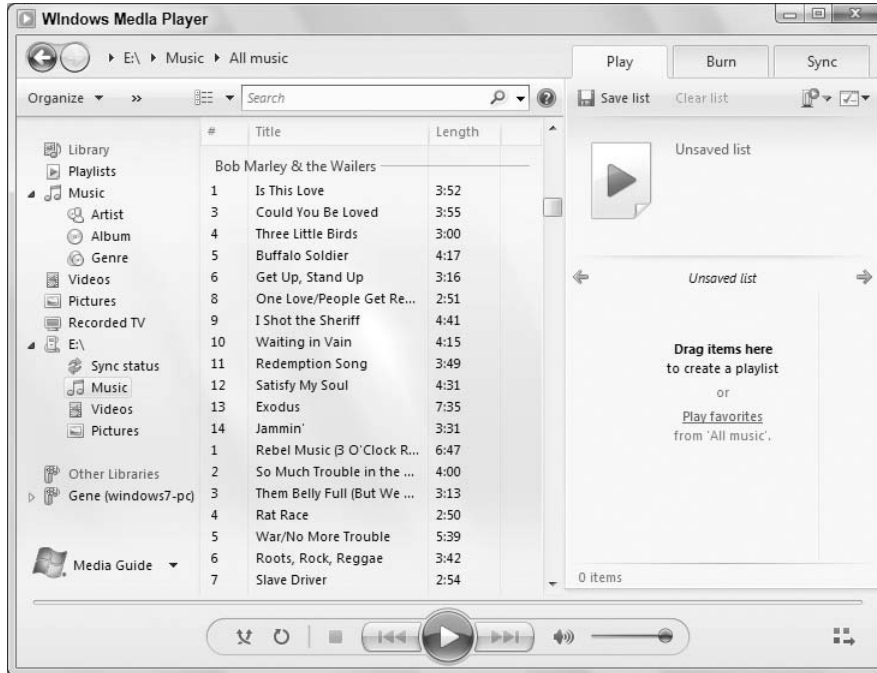 WIndows Media Player
E:\ Music All music
Play Burn Sync
Organize » Search
Save list Clear list
# Title Length
Library
Playlists
Music
Artist
Album
Genre
Videos
Pictures
Recorded TV
E:\
Sync status
Music
Videos
Pictures
Other Libraries
Gene (windows7-pc)
Media Guide
Bob Marley & the Wailers
1 Is This Love 3:52
3 Could You Be Loved 3:55
4 Three Little Birds 3:00
5 Buffalo Soldier 4:17
6 Get Up, Stand Up 3:16
8 One Love/People Get Re... 2:51
9 I Shot the Sheriff 4:41
10 Waiting in Vain 4:15
11 Redemption Song 3:49
12 Satisfy My Soul 4:31
13 Exodus 7:35
14 Jammin' 3:31
1 Rebel Music (3 O'Clock R... 6:47
2 So Much Trouble in the ... 4:00
3 Them Belly Full (But We ... 3:13
4 Rat Race 2:50
5 War/No More Trouble 5:39
6 Roots, Rock, Reggae 3:42
7 Slave Driver 2:54
Unsaved list
Unsaved list
Drag items here
to create a playlist
or
Play favorites
from 'All music'.
0 items